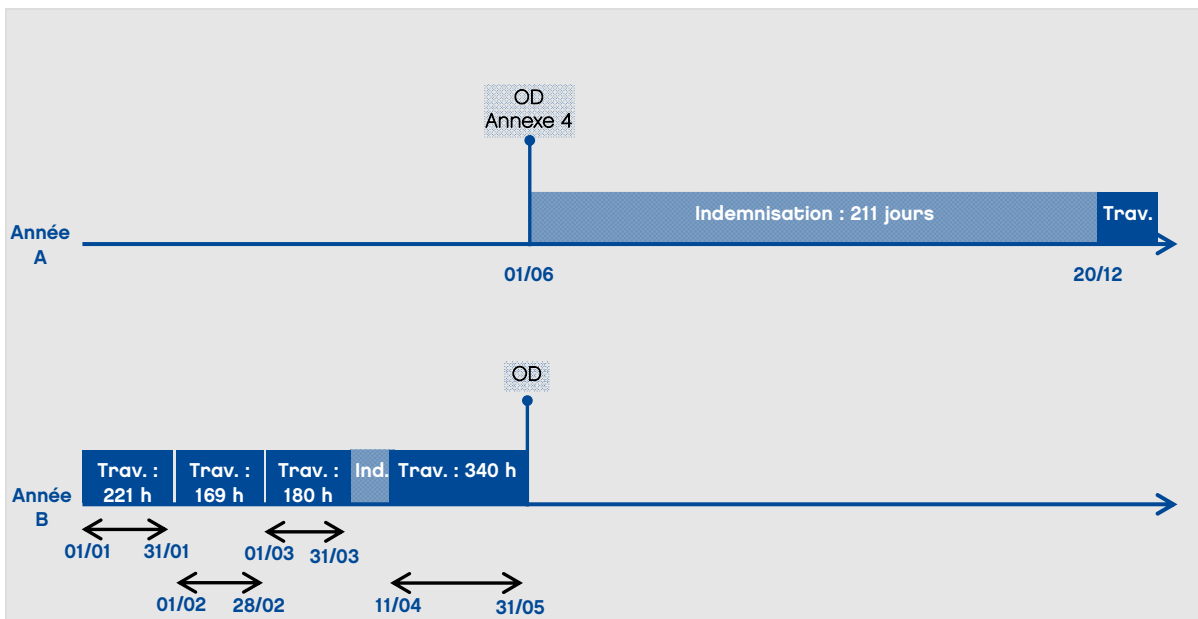 OD
Annexe 4
Indemnisation : 211 jours
Trav.
Année
A
01/06
20/12
OD
Trav. :
221 h
Trav. :
169 h
Trav. :
180 h
Ind.
Trav. : 340 h
Année
B
01/01
31/01
01/03
31/03
01/02
28/02
11/04
31/05